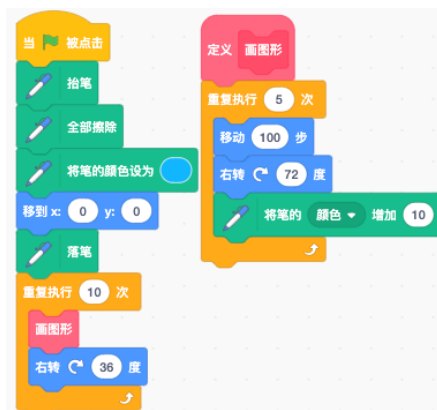 当 被点击
抬笔
全部擦除
将笔的颜色设为
移到 x: 0 y: 0
落笔
重复执行 10 次
画图形
右转 36 度
定义 画图形
重复执行 5 次
移动 100 步
右转 72 度
将笔的 颜色 增加 10